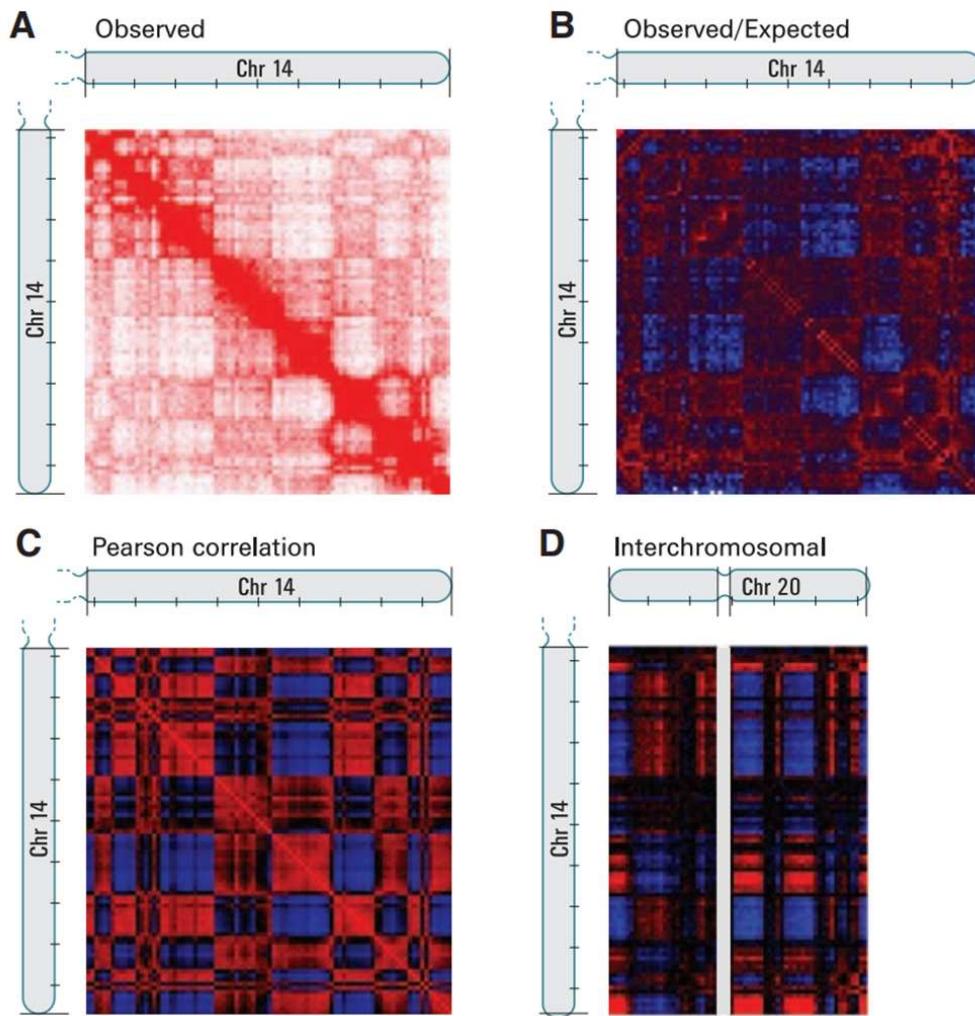 A
Observed
Chr 14
Chr 14
B
Observed/Expected
Chr 14
Chr 14
C
Pearson correlation
Chr 14
Chr 14
D
Interchromosomal
Chr 20
Chr 14